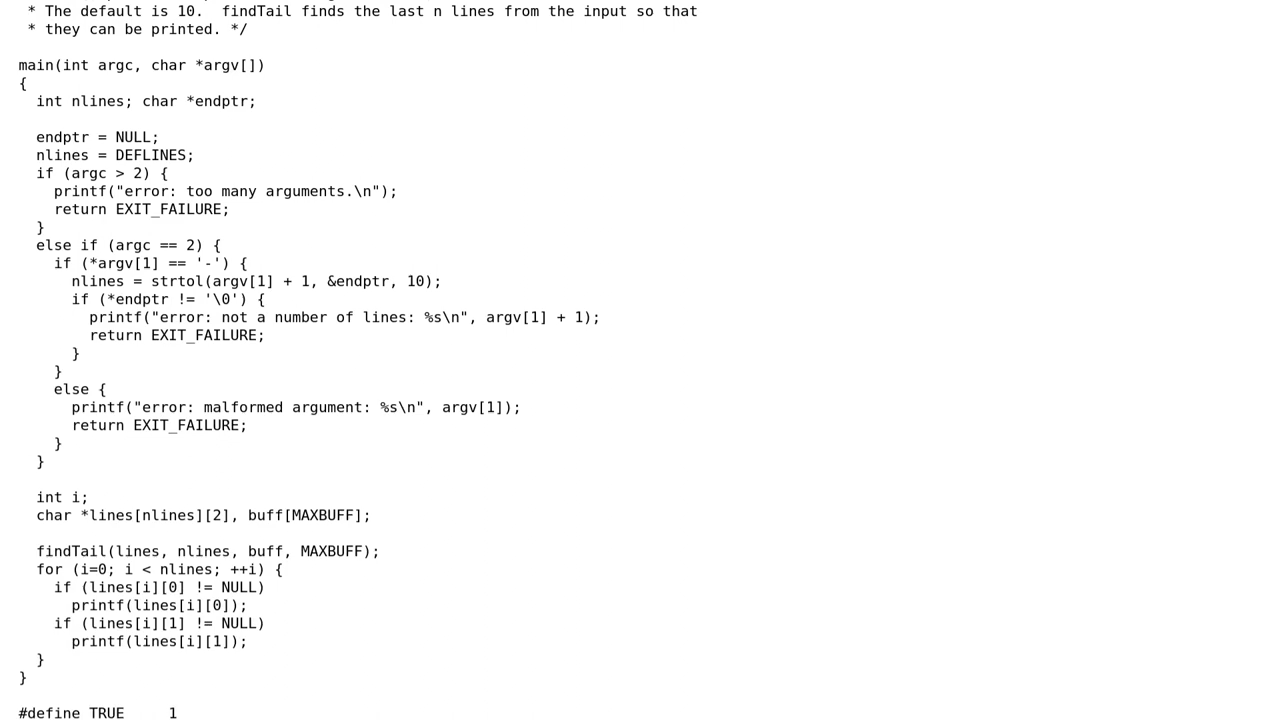 * The default is 10.  findTail finds the last n lines from the input so that
 * they can be printed. */

main(int argc, char *argv[])
{
  int nlines; char *endptr;

  endptr = NULL;
  nlines = DEFLINES;
  if (argc > 2) {
    printf("error: too many arguments.\n");
    return EXIT_FAILURE;
  }
  else if (argc == 2) {
    if (*argv[1] == '-') {
      nlines = strtol(argv[1] + 1, &endptr, 10);
      if (*endptr != '\0') {
        printf("error: not a number of lines: %s\n", argv[1] + 1);
        return EXIT_FAILURE;
      }
    }
    else {
      printf("error: malformed argument: %s\n", argv[1]);
      return EXIT_FAILURE;
    }
  }

  int i;
  char *lines[nlines][2], buff[MAXBUFF];

  findTail(lines, nlines, buff, MAXBUFF);
  for (i=0; i < nlines; ++i) {
    if (lines[i][0] != NULL)
      printf(lines[i][0]);
    if (lines[i][1] != NULL)
      printf(lines[i][1]);
  }
}

#define TRUE     1